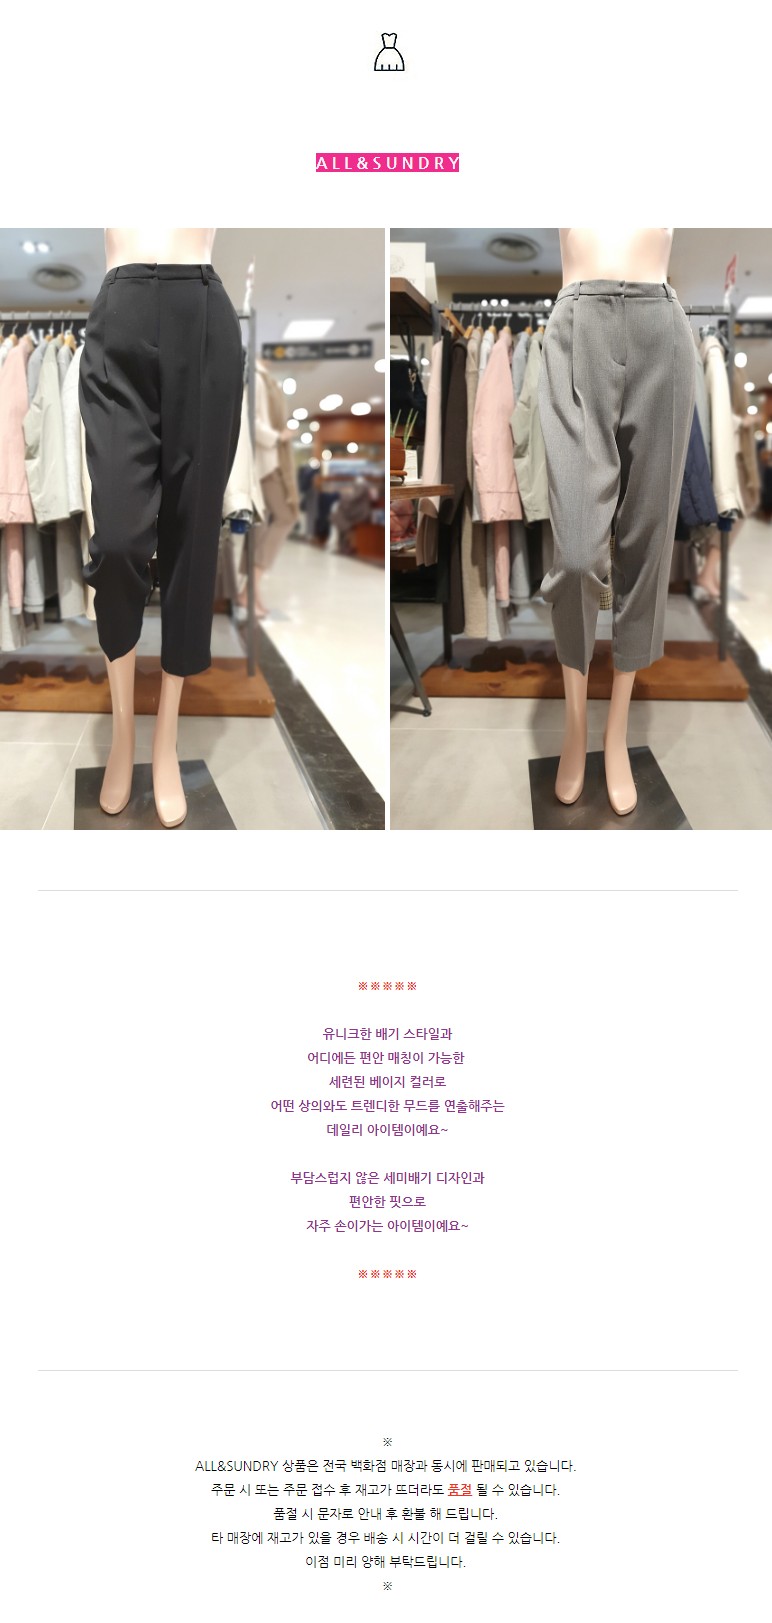 ALL&SUNDRY
※※※※※
유니크한 배기 스타일과
어디에든 편안 매칭이 가능한
세련된 베이지 컬러로
어떤 상의와도 트렌디한 무드를 연출해주는
데일리 아이템이예요~
부담스럽지 않은 세미배기 디자인과
편안한 핏으로
자주 손이가는 아이템이예요~
※※※※※
※
ALL&SUNDRY 상품은 전국 백화점 매장과 동시에 판매되고 있습니다.
주문 시 또는 주문 접수 후 재고가 뜨더라도 품절 될 수 있습니다.
품절 시 문자로 안내 후 환불 해 드립니다.
타 매장에 재고가 있을 경우 배송 시 시간이 더 걸릴 수 있습니다.
이점 미리 양해 부탁드립니다.
※